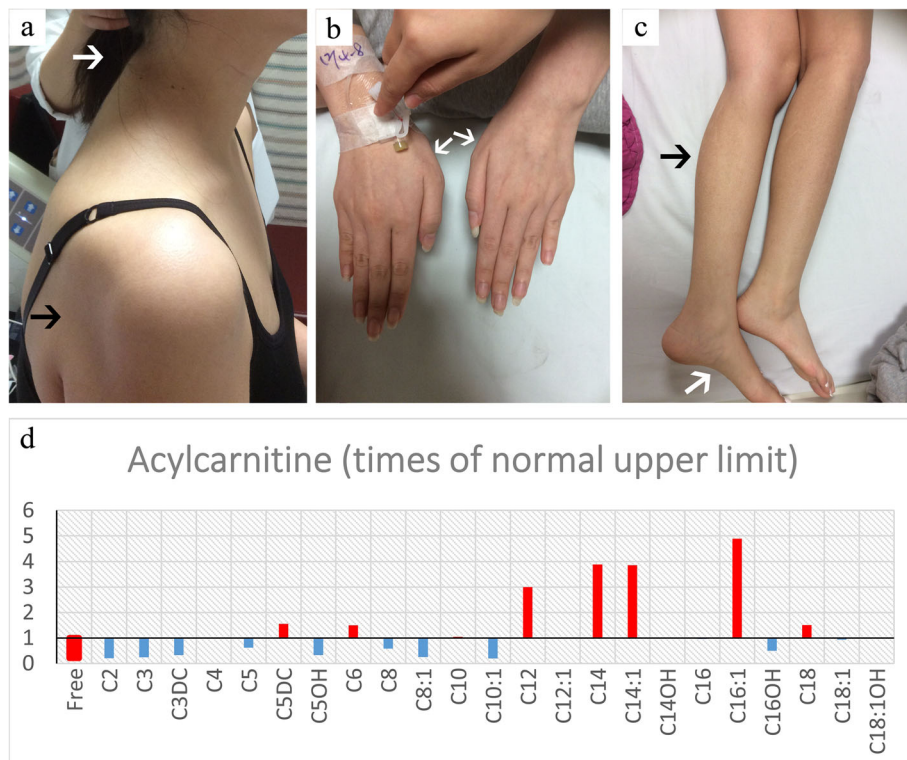 a
b
c
d
Acylcarnitine (times of normal upper limit)
6
5
4
3
2
1
0
Free
C2
C3
C3DC
C4
C5
C5DC
C5OH
C6
C8
C8:1
C10
C10:1
C12
C12:1
C14
C14:1
C14OH
C16
C16:1
C16OH
C18
C18:1
C18:1OH